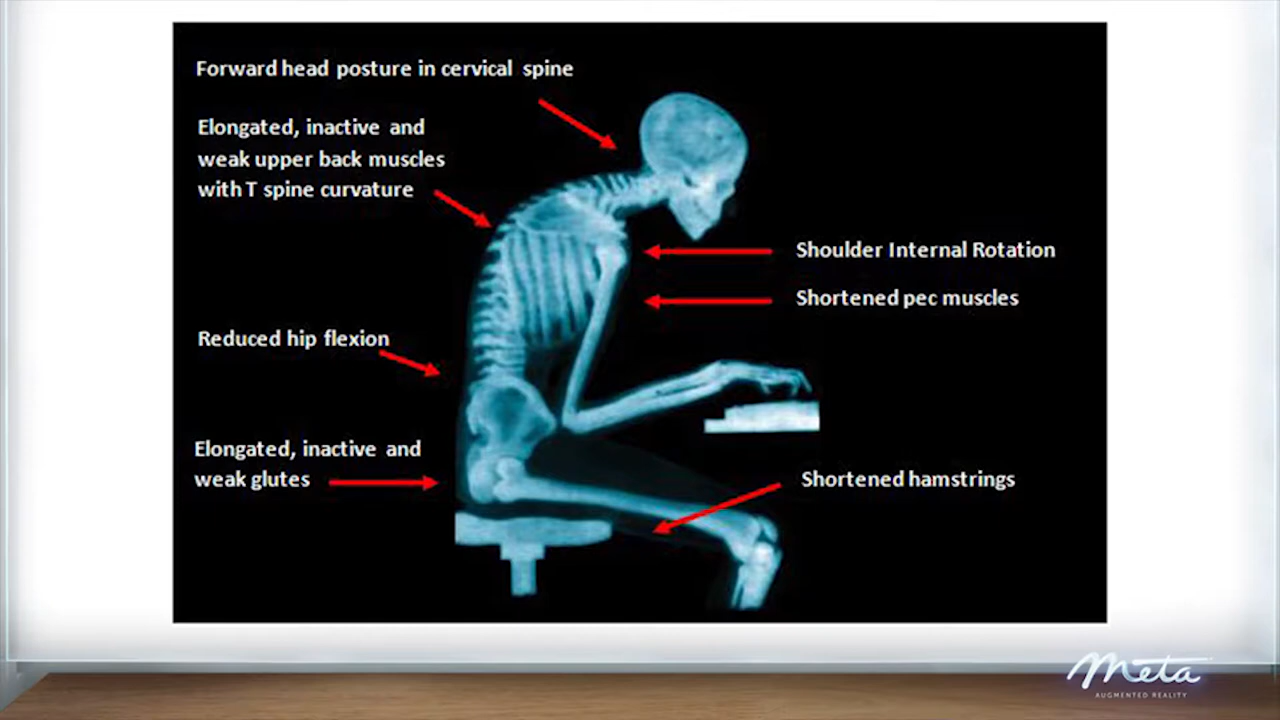 Forward head posture in cervical spine
Elongated, inactive and
weak upper back muscles
with T spine curvature
Shoulder Internal Rotation
Shortened pec muscles
Reduced hip flexion
Elongated, inactive and
weak glutes
Shortened hamstrings
Meta
AUGMENTED REALITY